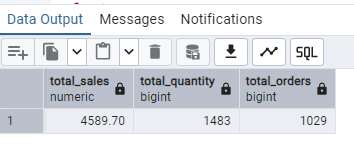 Data Output Messages Notifications
SQL
total_sales total_quantity total_orders
numeric bigint bigint
1 4589.70 1483 1029